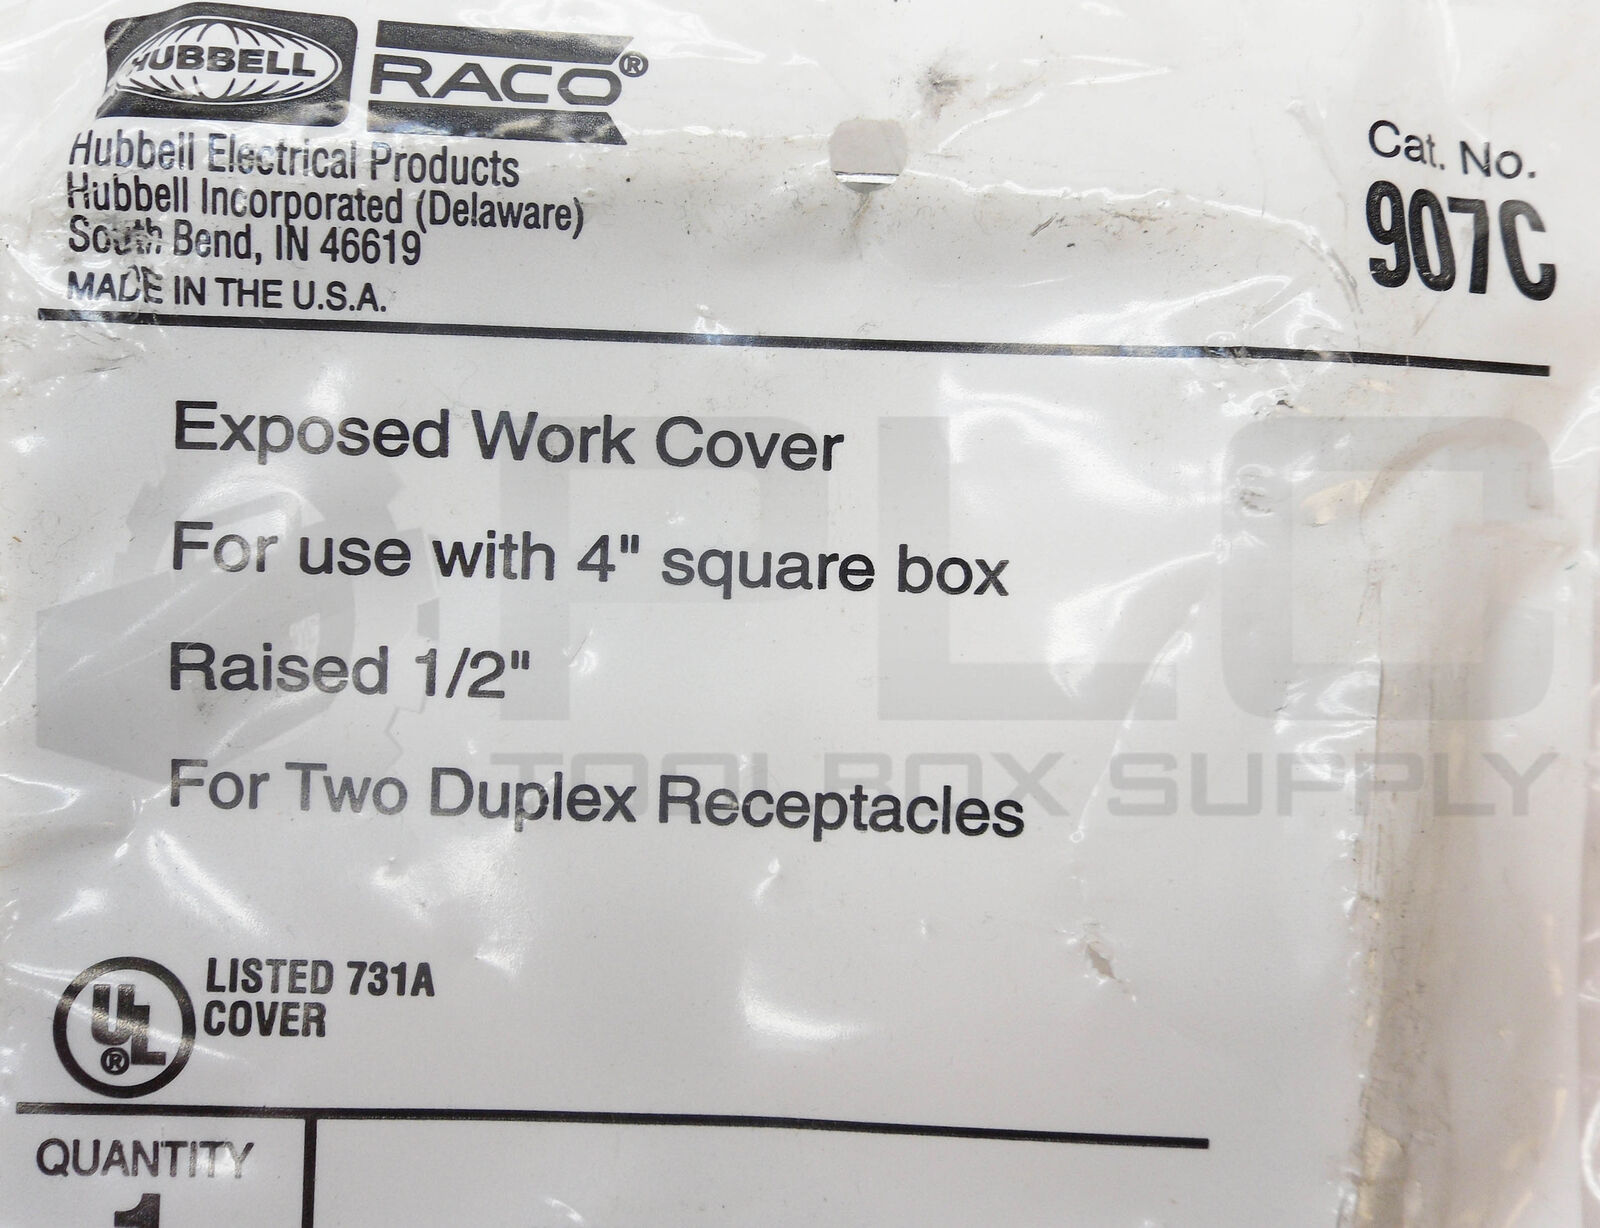 HUBBELL
RACO®
Hubbell Electrical Products
Hubbell Incorporated (Delaware)
South Bend, IN 46619
MADE IN THE U.S.A.
Cat. No.
907C
Exposed Work Cover
For use with 4" square box
Raised 1/2"
For Two Duplex Receptacles
PLC
TOOLBOX SUPPLY
UL®
LISTED 731A
COVER
QUANTITY
1